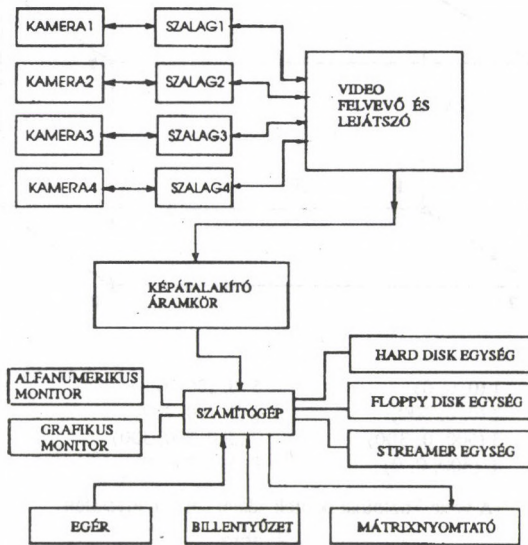 KAMERA1
SZALAG1
KAMERA2
SZALAG2
KAMERA3
SZALAG3
KAMERA4
SZALAG4
VIDEO
FELVEVŐ ÉS
LEJÁTSZÓ
KÉPÁTALAKÍTÓ
ÁRAMKÖR
ALFANUMERIKUS
MONITOR
GRAFIKUS
MONITOR
SZÁMÍTÓGÉP
HARD DISK EGYSÉG
FLOPPY DISK EGYSÉG
STREAMER EGYSÉG
EGÉR
BILLENTYŰZET
MÁTRIXNYOMTATÓ